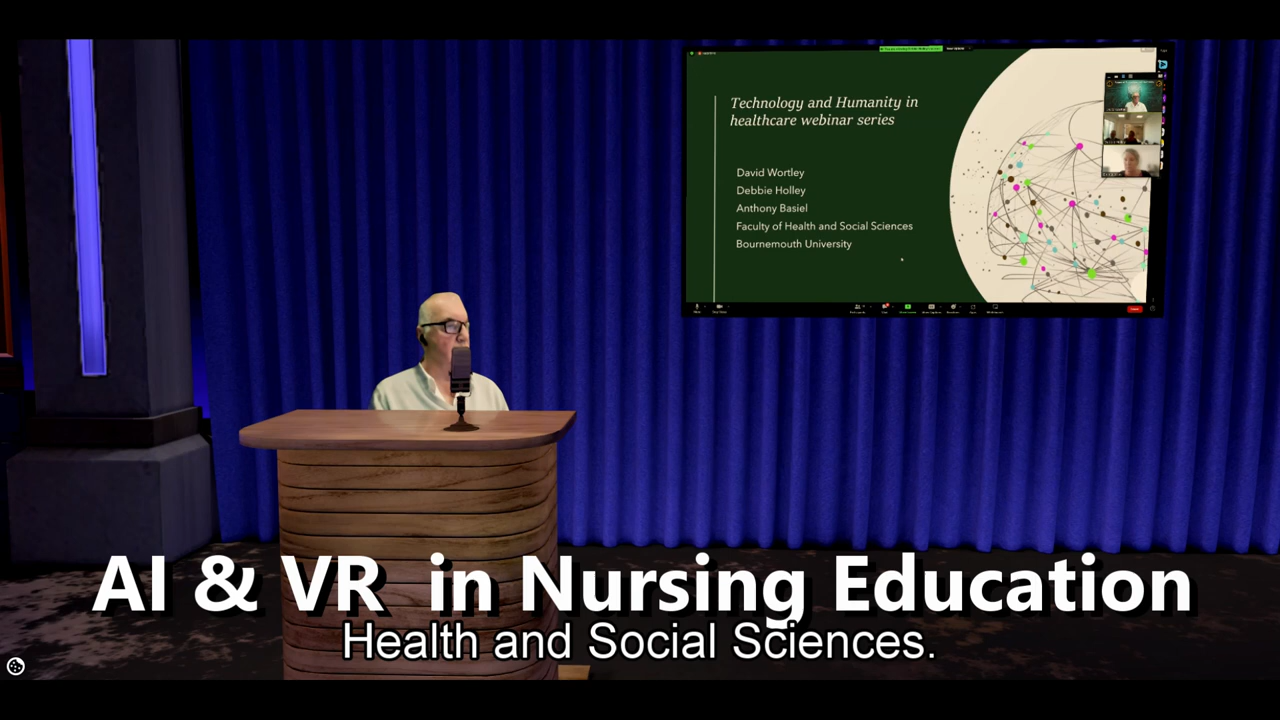 Technology and Humanity in
healthcare webinar series
David Wortley
Debbie Holley
Anthony Basiel
Faculty of Health and Social Sciences
Bournemouth University
AI & VR in Nursing Education
Health and Social Sciences.